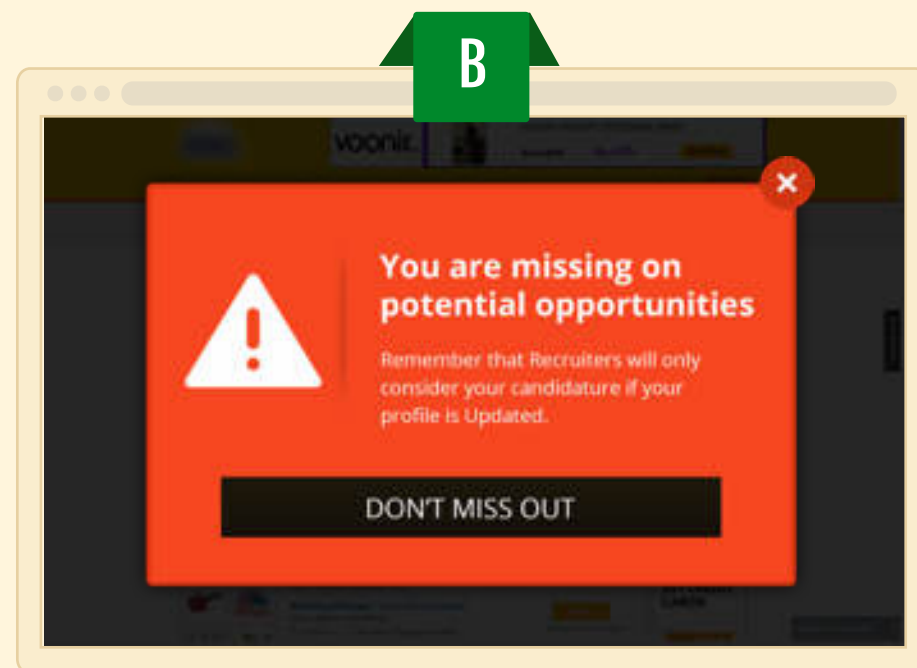 B
voonik
You are missing on
potential opportunities
Remember that Recruiters will only
consider your candidature if your
profile is Updated.
DON'T MISS OUT